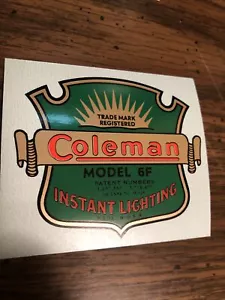 TRADE MARK
REGISTERED
Coleman
MODEL 6F
PATENT NUMBERS
INSTANT LIGHTING